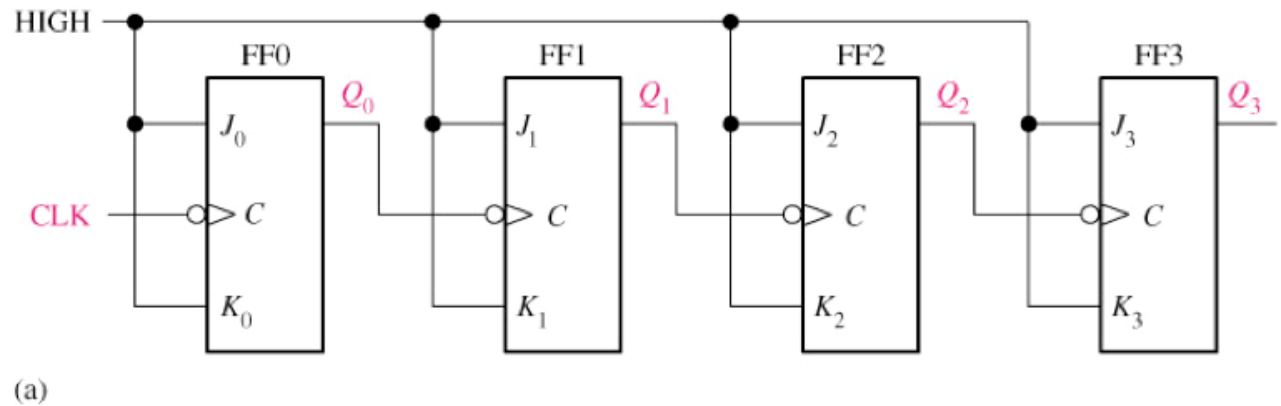 HIGH
FF0 FF1 FF2 FF3
Q0 Q1 Q2 Q3
J0 J1 J2 J3
CLK C C C C
K0 K1 K2 K3
(a)